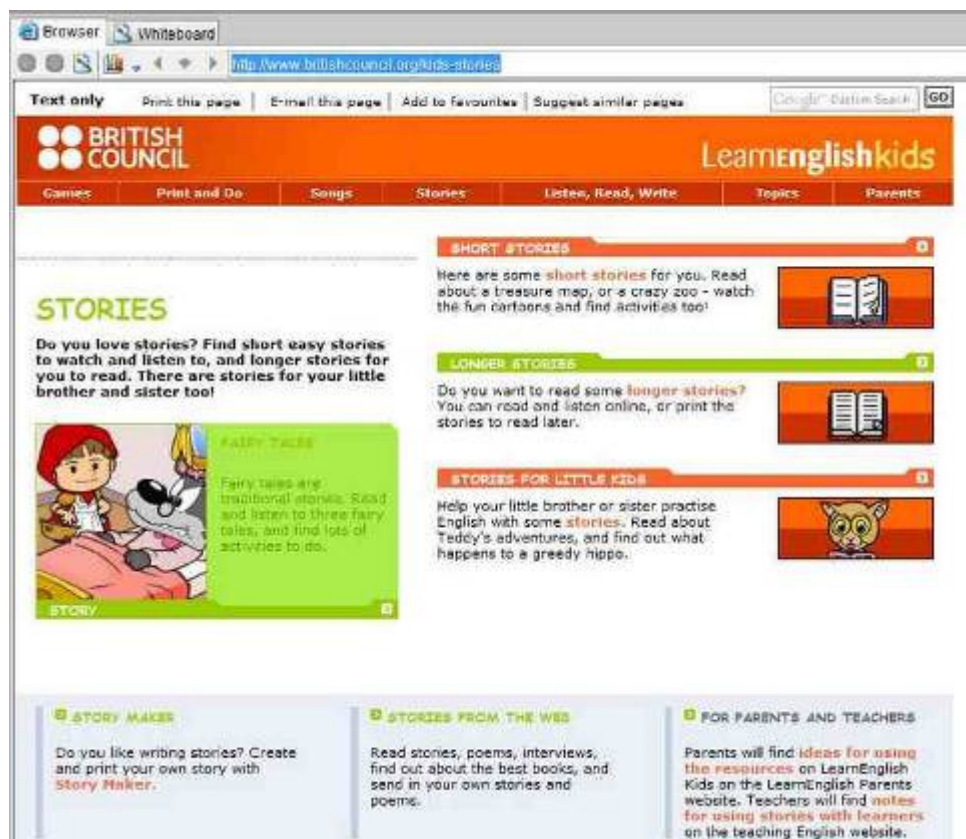 Browser Whiteboard
http://www.britishcouncil.org/kids-stories
Text only Print this page E-mail this page Add to favourites Suggest similar pages Google™ Custom Search GO
BRITISH
COUNCIL
LearnEnglishkids
Games Print and Do Songs Stories Listen, Read, Write Topics Parents
STORIES
Do you love stories? Find short easy stories
to watch and listen to, and longer stories for
you to read. There are stories for your little
brother and sister too!
FAIRY TALES
Fairy tales are
traditional stories. Read
and listen to three fairy
tales, and find lots of
activities to do.
STORY
SHORT STORIES
Here are some short stories for you. Read
about a treasure map, or a crazy zoo - watch
the fun cartoons and find activities too!
LONGER STORIES
Do you want to read some longer stories?
You can read and listen online, or print the
stories to read later.
STORIES FOR LITTLE KIDS
Help your little brother or sister practise
English with some stories. Read about
Teddy's adventures, and find out what
happens to a greedy hippo.
STORY MAKER
Do you like writing stories? Create
and print your own story with
Story Maker.
STORIES FROM THE WEB
Read stories, poems, interviews,
find out about the best books, and
send in your own stories and
poems.
FOR PARENTS AND TEACHERS
Parents will find ideas for using
the resources on LearnEnglish
Kids on the LearnEnglish Parents
website. Teachers will find notes
for using stories with learners
on the teaching English website.